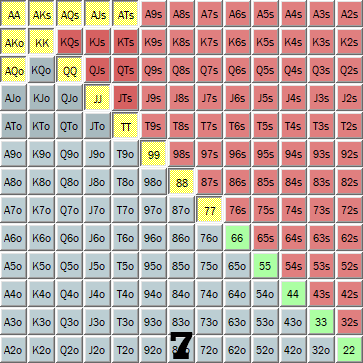 AA AKs AQs AJs ATs A9s A8s A7s A6s A5s A4s A3s A2s
AKo KK KQs KJs KTs K9s K8s K7s K6s K5s K4s K3s K2s
AQo KQo QQ QJs QTs Q9s Q8s Q7s Q6s Q5s Q4s Q3s Q2s
AJo KJo QJo JJ JTs J9s J8s J7s J6s J5s J4s J3s J2s
ATo KTo QTo JTo TT T9s T8s T7s T6s T5s T4s T3s T2s
A9o K9o Q9o J9o T9o 99 98s 97s 96s 95s 94s 93s 92s
A8o K8o Q8o J8o T8o 98o 88 87s 86s 85s 84s 83s 82s
A7o K7o Q7o J7o T7o 97o 87o 77 76s 75s 74s 73s 72s
A6o K6o Q6o J6o T6o 96o 86o 76o 66 65s 64s 63s 62s
A5o K5o Q5o J5o T5o 95o 85o 75o 65o 55 54s 53s 52s
A4o K4o Q4o J4o T4o 94o 84o 74o 64o 54o 44 43s 42s
A3o K3o Q3o J3o T3o 93o 73o 63o 53o 43o 33 32s
A2o K2o Q2o J2o T2o 92o 72o 62o 52o 42o 32o 22
7